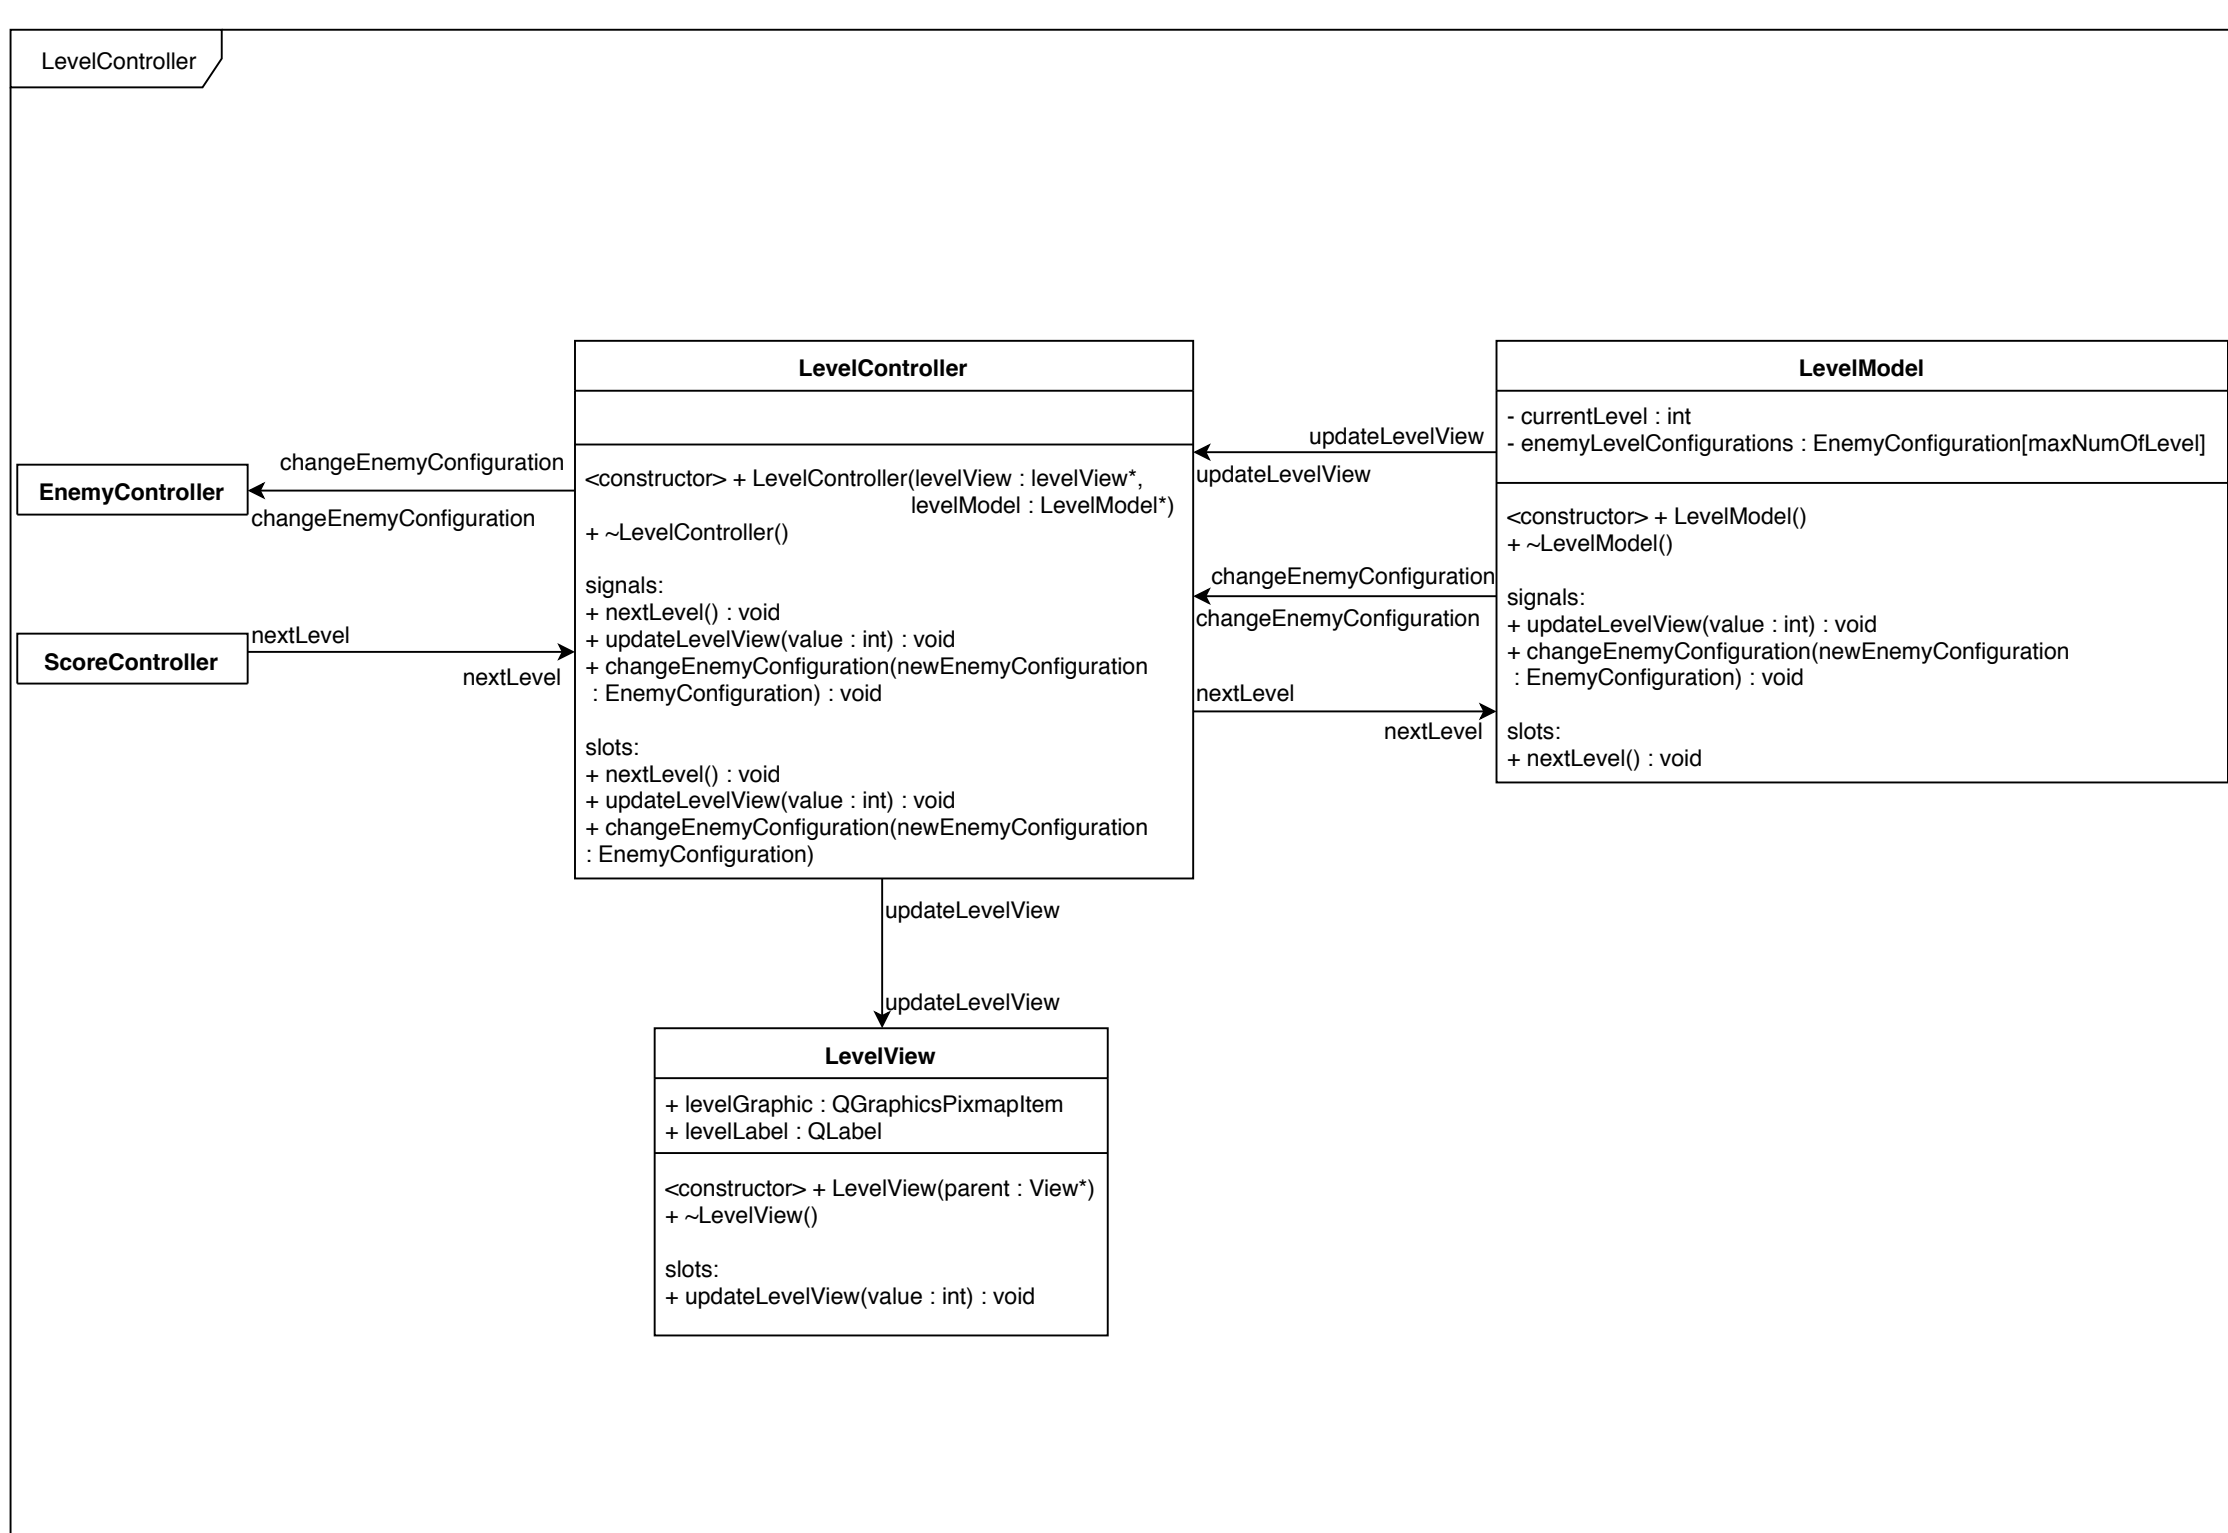 LevelController
LevelController
<constructor> + LevelController(levelView : levelView*,
levelModel : LevelModel*)
+ ~LevelController()
signals:
+ nextLevel() : void
+ updateLevelView(value : int) : void
+ changeEnemyConfiguration(newEnemyConfiguration
: EnemyConfiguration) : void
slots:
+ nextLevel() : void
+ updateLevelView(value : int) : void
+ changeEnemyConfiguration(newEnemyConfiguration
: EnemyConfiguration)
LevelModel
- currentLevel : int
- enemyLevelConfigurations : EnemyConfiguration[maxNumOfLevel]
<constructor> + LevelModel()
+ ~LevelModel()
signals:
+ updateLevelView(value : int) : void
+ changeEnemyConfiguration(newEnemyConfiguration
: EnemyConfiguration) : void
slots:
+ nextLevel() : void
updateLevelView
updateLevelView
changeEnemyConfiguration
changeEnemyConfiguration
nextLevel
nextLevel
EnemyController
changeEnemyConfiguration
changeEnemyConfiguration
ScoreController
nextLevel
nextLevel
updateLevelView
updateLevelView
LevelView
+ levelGraphic : QGraphicsPixmapItem
+ levelLabel : QLabel
<constructor> + LevelView(parent : View*)
+ ~LevelView()
slots:
+ updateLevelView(value : int) : void